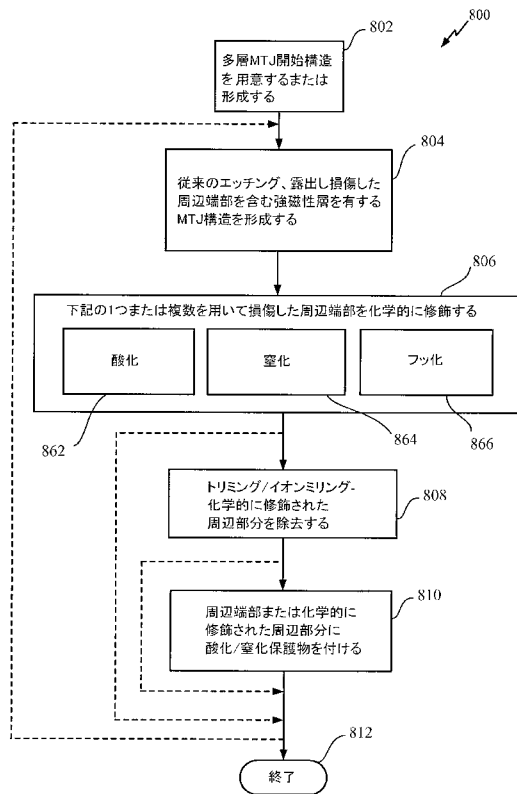 800
802
多層MTJ開始構造
を用意するまたは
形成する
804
従来のエッチング、露出し損傷した
周辺端部を含む強磁性層を有する
MTJ構造を形成する
806
下記の1つまたは複数を用いて損傷した周辺端部を化学的に修飾する
酸化
窒化
フッ化
862
864
866
トリミング/イオンミリング-
化学的に修飾された
周辺部分を除去する
808
810
周辺端部または化学的に
修飾された周辺部分に
酸化/窒化保護物を付ける
812
終了